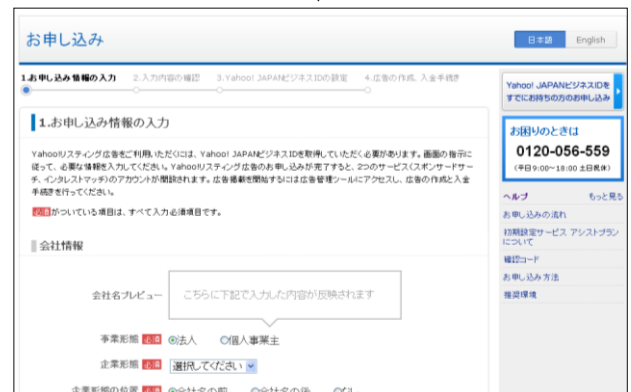 お申し込み
日本語 English
1.お申し込み情報の入力 2.入力内容の確認 3.Yahoo! JAPANビジネスIDの設定 4.広告の作成、入金手続き
1.お申し込み情報の入力
Yahoo!リスティング広告をご利用いただくには、Yahoo! JAPANビジネスIDを取得していただく必要があります。画面の指示に
従って、必要な情報を入力してください。Yahoo!リスティング広告のお申し込みが完了すると、2つのサービス(スポンサードサー
チ、インタレストマッチ)のアカウントが開設されます。広告掲載を開始するには広告管理ツールにアクセスし、広告の作成と入金
手続きを行ってください。
必須がついている項目は、すべて入力必須項目です。
会社情報
会社名プレビュー こちらに下記で入力した内容が反映されます
事業形態 必須 法人 個人事業主
企業形態 必須 選択してください
企業形態の位置 必須 会社名の前 会社名の後 なし
Yahoo! JAPANビジネスIDを
すでにお持ちの方のお申し込み
お困りのときは
0120-056-559
(平日9:00~18:00 土日祝休)
ヘルプ もっと見る
お申し込みの流れ
初期設定サービス アシストプラン
について
確認コード
お申し込み方法
推奨環境